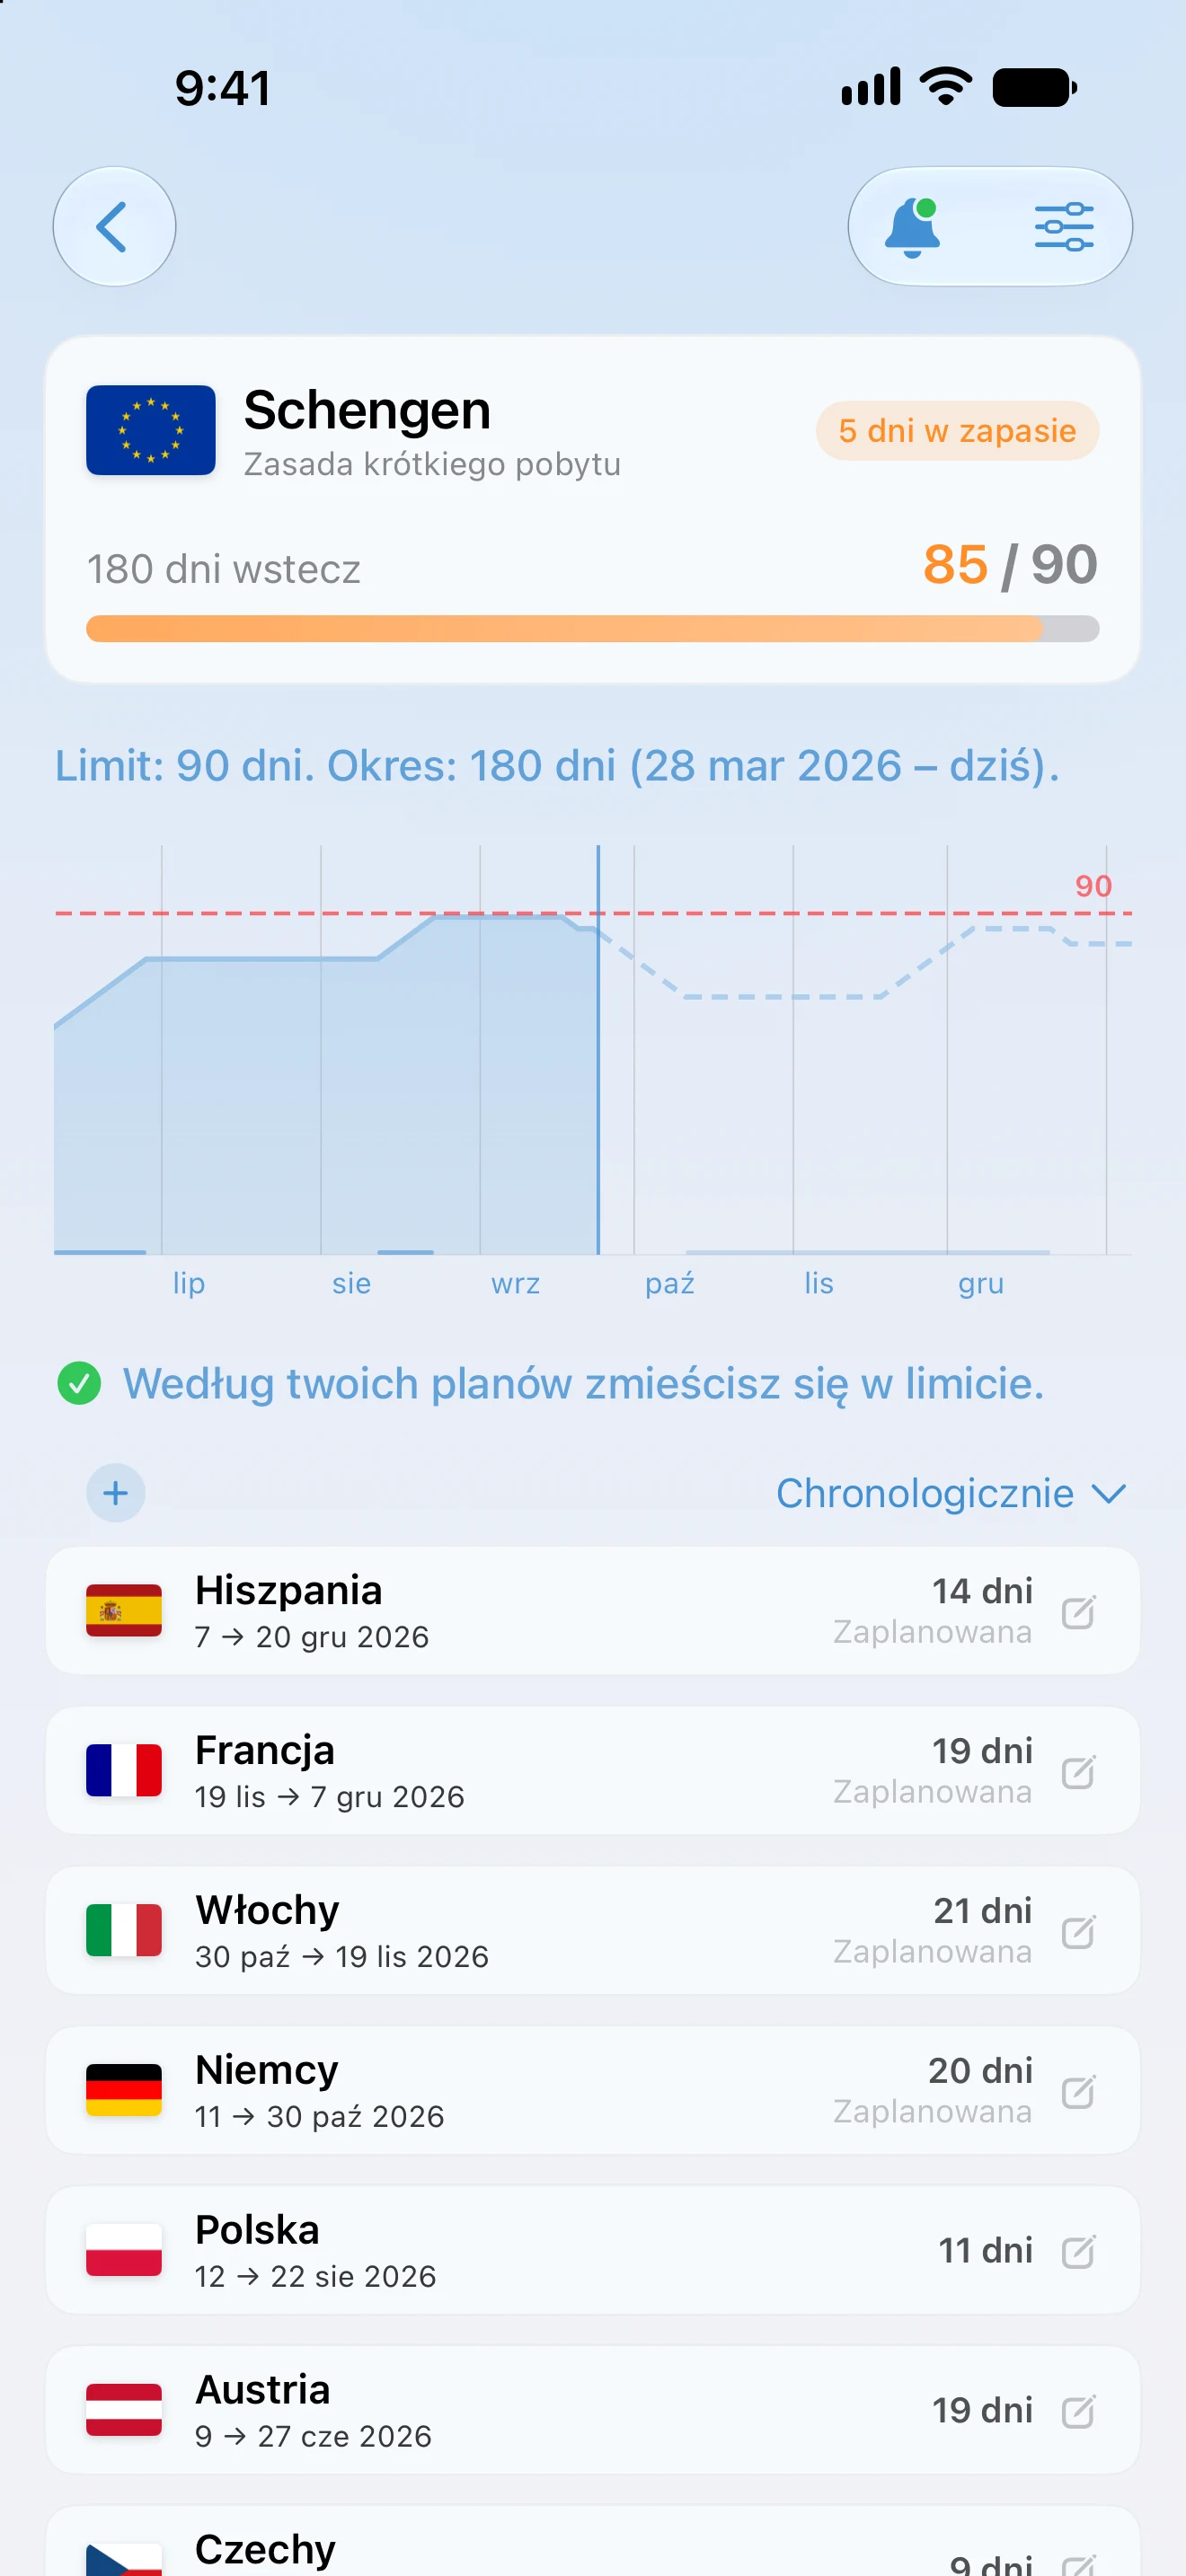 9:41
Schengen
Zasada krótkiego pobytu
5 dni w zapasie
180 dni wstecz
85 / 90
Limit: 90 dni. Okres: 180 dni (28 mar 2026 – dziś).
90
lip sie wrz paź lis gru
Według twoich planów zmieścisz się w limicie.
Chronologicznie
Hiszpania
7 → 20 gru 2026
14 dni
Zaplanowana
Francja
19 lis → 7 gru 2026
19 dni
Zaplanowana
Włochy
30 paź → 19 lis 2026
21 dni
Zaplanowana
Niemcy
11 → 30 paź 2026
20 dni
Zaplanowana
Polska
12 → 22 sie 2026
11 dni
Austria
9 → 27 cze 2026
19 dni
Czechy
9 dni